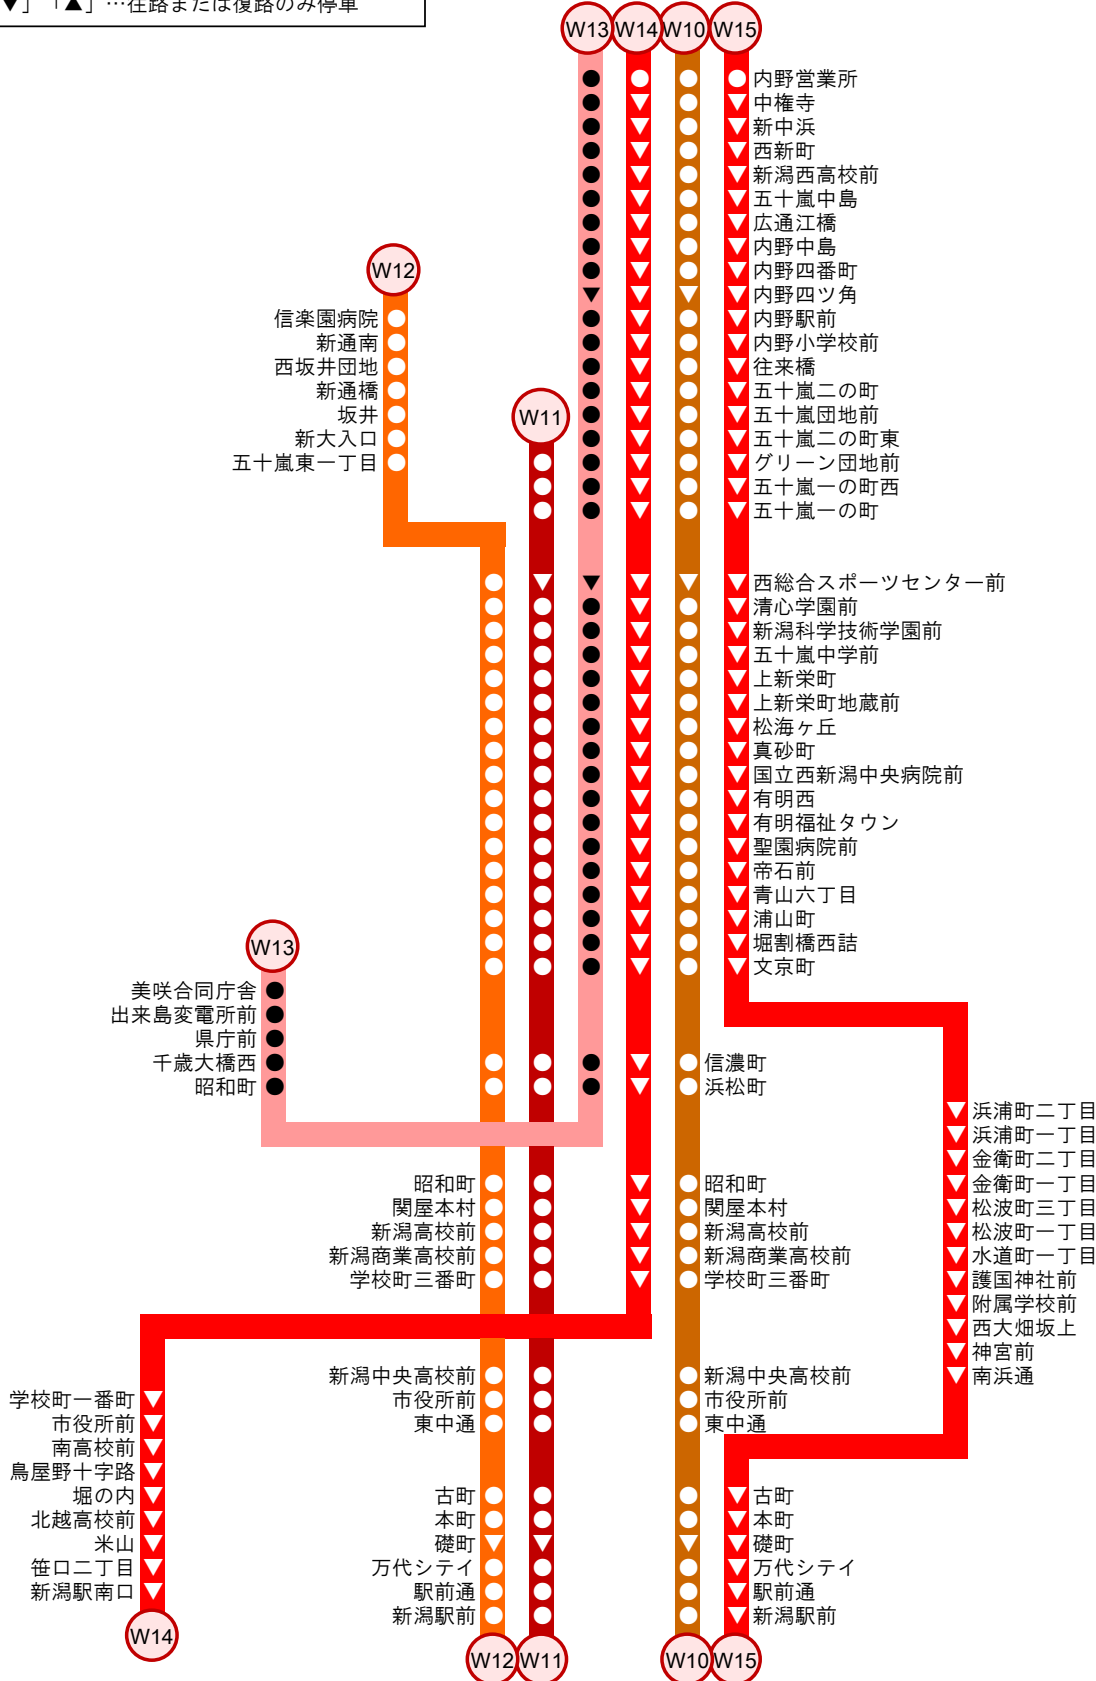 ▼」「▲」…往路または復路のみ停車
W13 W14 W10 W15
内野営業所
中権寺
新中浜
西新町
新潟西高校前
五十嵐中島
広通江橋
内野中島
内野四番町
内野四ツ角
内野駅前
内野小学校前
往来橋
五十嵐二の町
五十嵐団地前
五十嵐二の町東
グリーン団地前
五十嵐一の町西
五十嵐一の町
W12
信楽園病院
新通南
西坂井団地
新通橋
坂井
新大入口
五十嵐東一丁目
W11
西総合スポーツセンター前
清心学園前
新潟科学技術学園前
五十嵐中学前
上新栄町
上新栄町地蔵前
松海ヶ丘
真砂町
国立西新潟中央病院前
有明西
有明福祉タウン
聖園病院前
帝石前
青山六丁目
浦山町
堀割橋西詰
文京町
W13
美咲合同庁舎
出来島変電所前
県庁前
千歳大橋西
昭和町
信濃町
浜松町
浜浦町二丁目
浜浦町一丁目
金衛町二丁目
金衛町一丁目
松波町三丁目
松波町一丁目
水道町一丁目
護国神社前
附属学校前
西大畑坂上
神宮前
南浜通
昭和町
関屋本村
新潟高校前
新潟商業高校前
学校町三番町
昭和町
関屋本村
新潟高校前
新潟商業高校前
学校町三番町
新潟中央高校前
市役所前
東中通
新潟中央高校前
市役所前
東中通
学校町一番町
市役所前
南高校前
鳥屋野十字路
堀の内
北越高校前
米山
笹口二丁目
新潟駅南口
W14
古町
本町
礎町
万代シテイ
駅前通
新潟駅前
古町
本町
礎町
万代シテイ
駅前通
新潟駅前
W12 W11 W10 W15